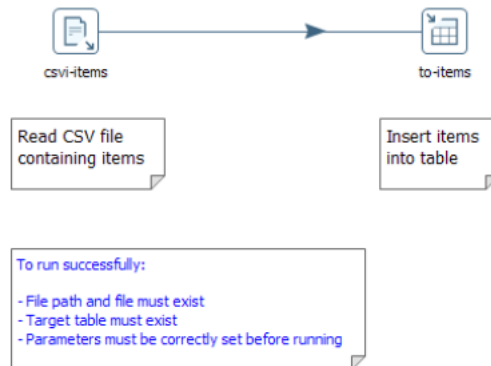 csvi-items
to-items
Read CSV file
containing items
Insert items
into table
To run successfully:
- File path and file must exist
- Target table must exist
- Parameters must be correctly set before running